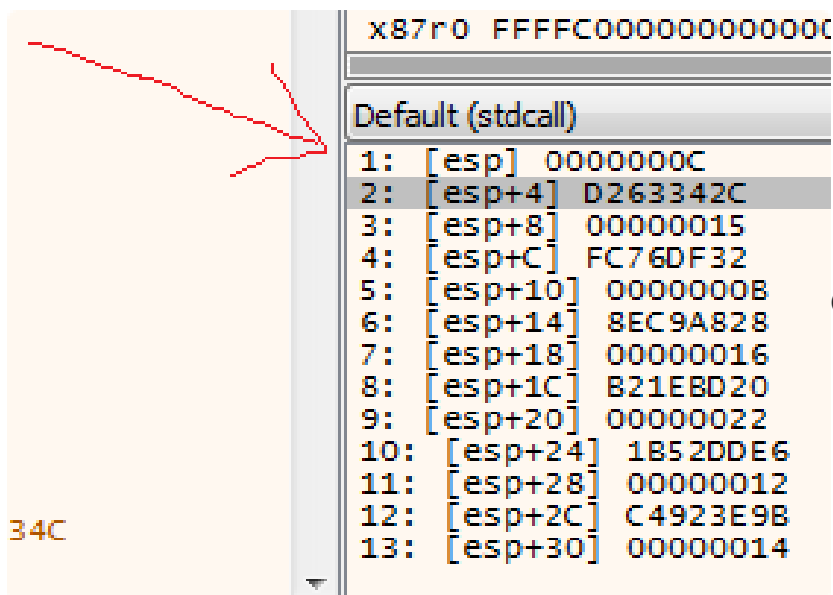 x87r0 FFFFC0000000000000
Default (stdcall)
1: [esp] 0000000C
2: [esp+4] D263342C
3: [esp+8] 00000015
4: [esp+C] FC76DF32
5: [esp+10] 0000000B
6: [esp+14] 8EC9A828
7: [esp+18] 00000016
8: [esp+1C] B21EBD20
9: [esp+20] 00000022
10: [esp+24] 1B52DDE6
11: [esp+28] 00000012
12: [esp+2C] C4923E9B
34C
13: [esp+30] 00000014